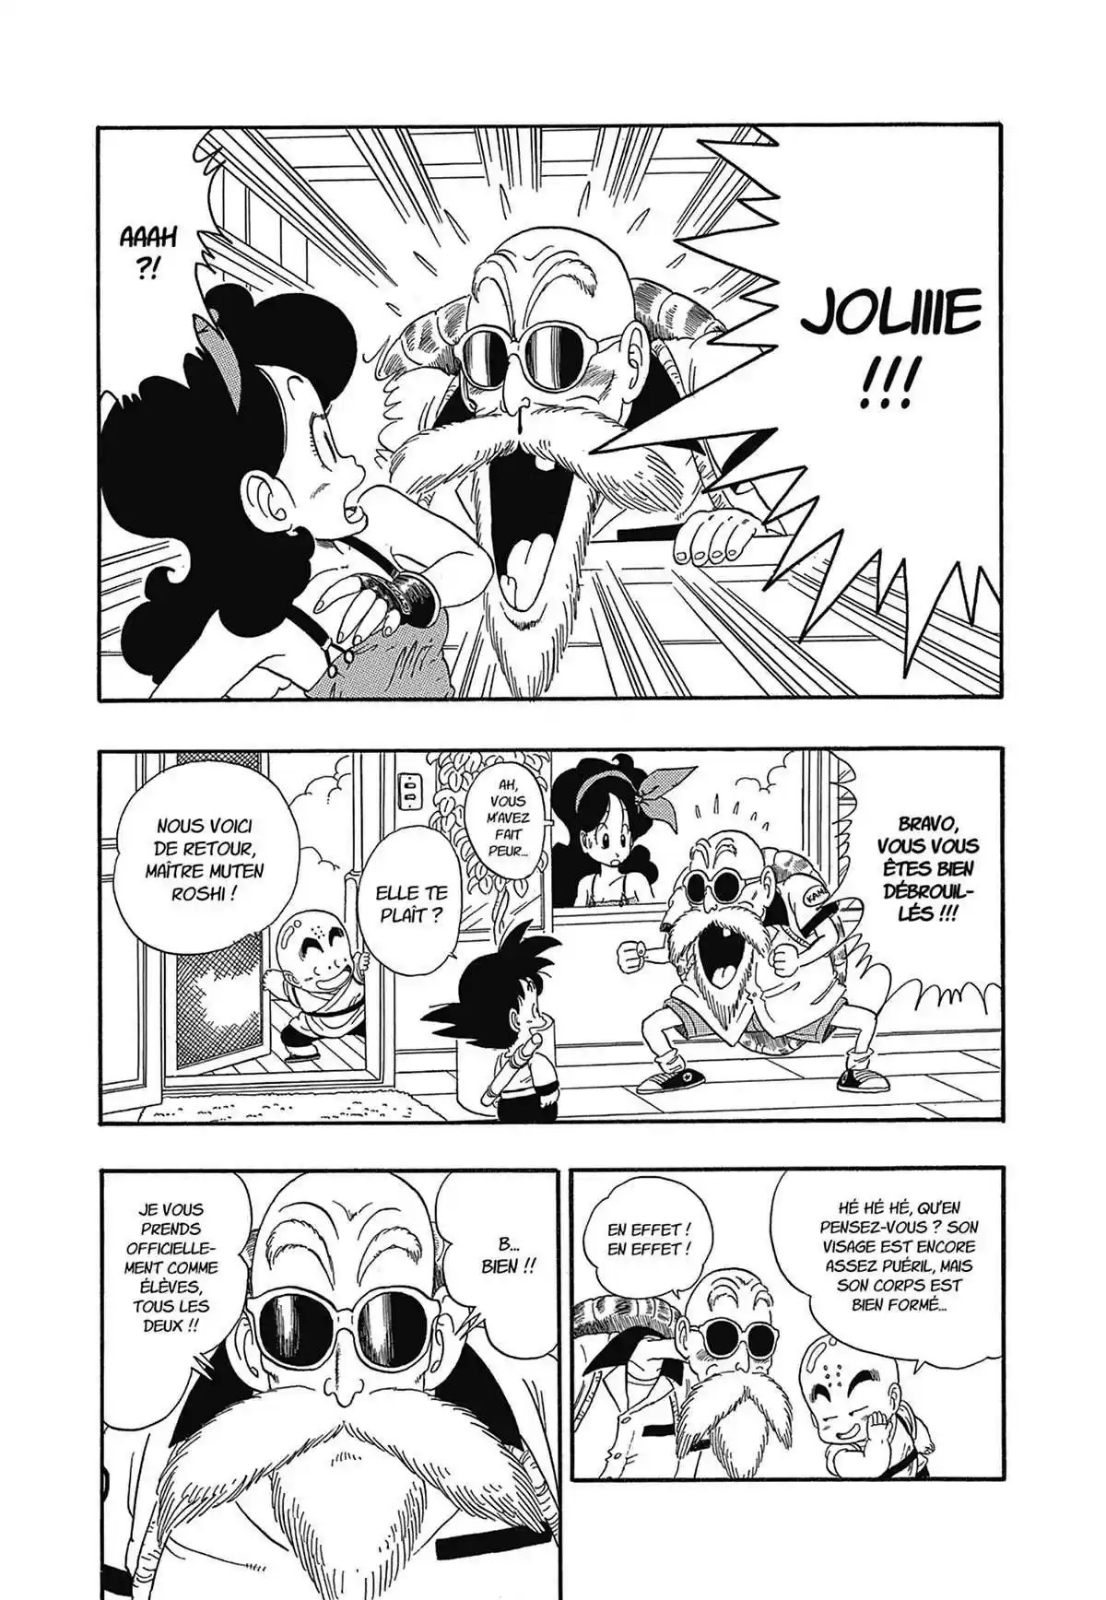 JOLIIIE
!!!
AAAH
?!
BRAVO,
VOUS VOUS
ÊTES BIEN
DÉBROUIL-
LÉS !!!
AH,
VOUS
M'AVEZ
FAIT
PEUR...
ELLE TE
PLAÎT ?
NOUS VOICI
DE RETOUR,
MAÎTRE MUTEN
ROSHI !
KAM
HÉ HÉ HÉ, QU'EN
PENSEZ-VOUS ? SON
VISAGE EST ENCORE
ASSEZ PUÉRIL, MAIS
SON CORPS EST
BIEN FORMÉ...
EN EFFET !
EN EFFET !
B...
BIEN !!
JE VOUS
PRENDS
OFFICIELLE-
MENT COMME
ÉLÈVES,
TOUS LES
DEUX !!